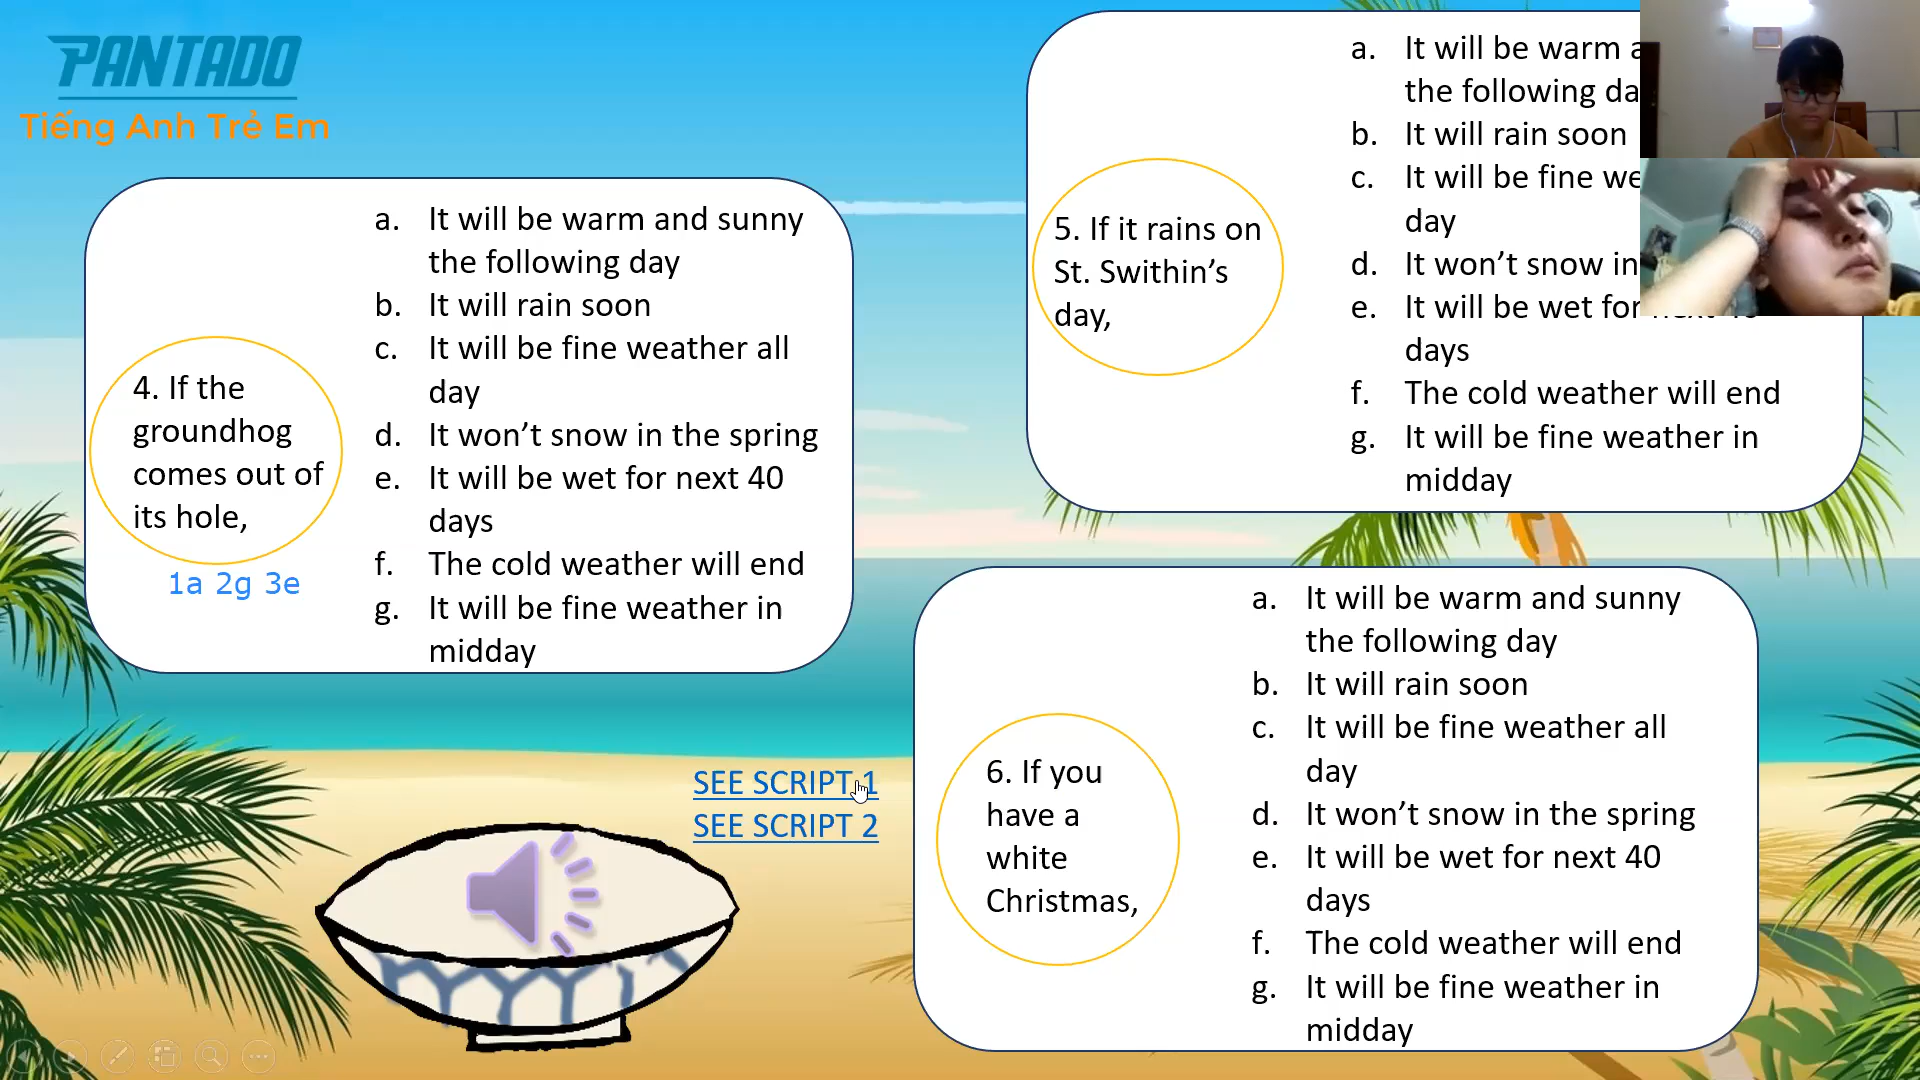 PANTADO
Tiếng Anh Trẻ Em
4. If the
groundhog
comes out of
its hole,
1a 2g 3e
a. It will be warm and sunny
the following day
b. It will rain soon
c. It will be fine weather all
day
d. It won’t snow in the spring
e. It will be wet for next 40
days
f. The cold weather will end
g. It will be fine weather in
midday
5. If it rains on
St. Swithin’s
day,
a. It will be warm
the following
b. It will rain soon
c. It will be fine
day
d. It won’t snow in
e. It will be wet for
days
f. The cold weather will end
g. It will be fine weather in
midday
SEE SCRIPT 1
SEE SCRIPT 2
6. If you
have a
white
Christmas,
a. It will be warm and sunny
the following day
b. It will rain soon
c. It will be fine weather all
day
d. It won’t snow in the spring
e. It will be wet for next 40
days
f. The cold weather will end
g. It will be fine weather in
midday